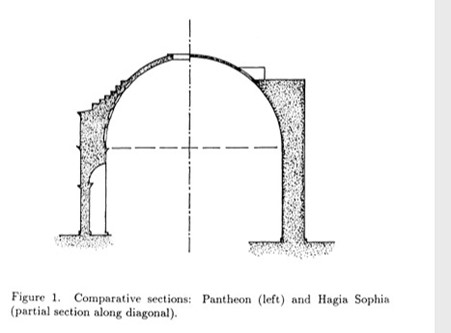 Figure 1. Comparative sections: Pantheon (left) and Hagia Sophia
(partial section along diagonal).